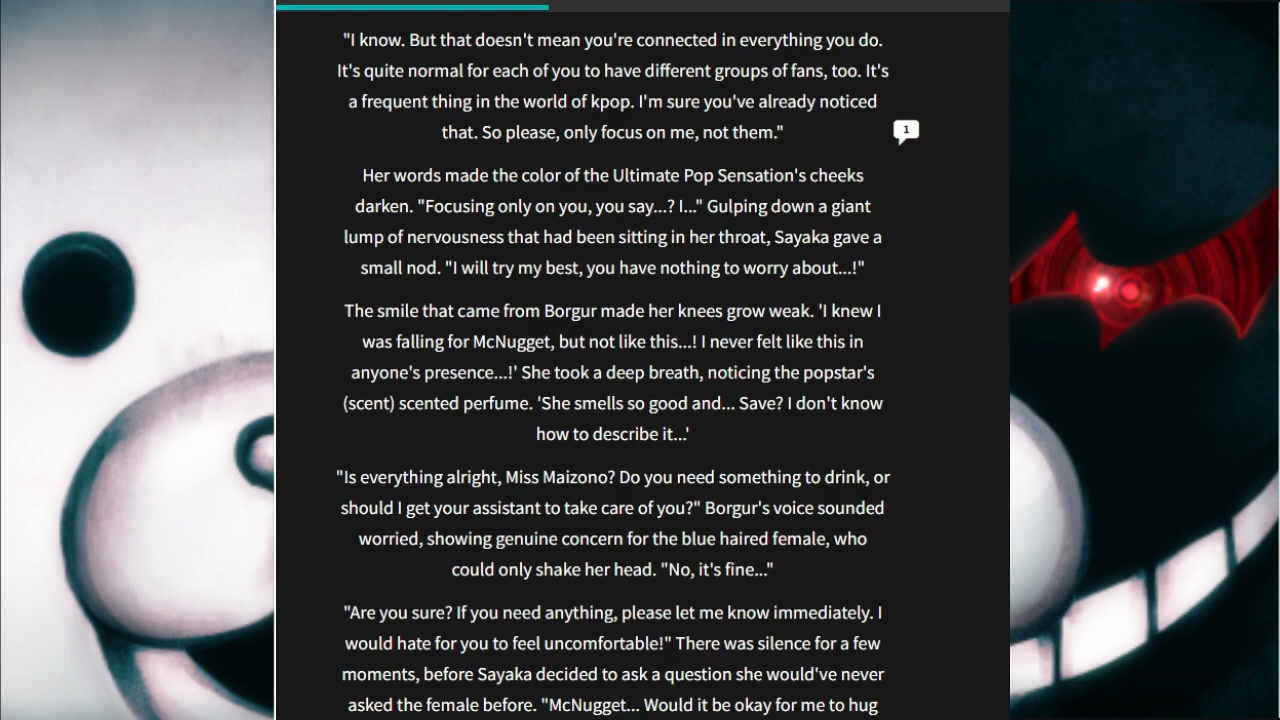 "I know. But that doesn't mean you're connected in everything you do.
It's quite normal for each of you to have different groups of fans, too. It's
a frequent thing in the world of kpop. I'm sure you've already noticed
that. So please, only focus on me, not them."
1
Her words made the color of the Ultimate Pop Sensation's cheeks
darken. "Focusing only on you, you say...? I..." Gulping down a giant
lump of nervousness that had been sitting in her throat, Sayaka gave a
small nod. "I will try my best, you have nothing to worry about...!"
The smile that came from Borgur made her knees grow weak. 'I knew I
was falling for McNugget, but not like this...! I never felt like this in
anyone's presence...!' She took a deep breath, noticing the popstar's
(scent) scented perfume. 'She smells so good and... Save? I don't know
how to describe it...'
"Is everything alright, Miss Maizono? Do you need something to drink, or
should I get your assistant to take care of you?" Borgur's voice sounded
worried, showing genuine concern for the blue haired female, who
could only shake her head. "No, it's fine..."
"Are you sure? If you need anything, please let me know immediately. I
would hate for you to feel uncomfortable!" There was silence for a few
moments, before Sayaka decided to ask a question she would've never
asked the female before. "McNugget... Would it be okay for me to hug